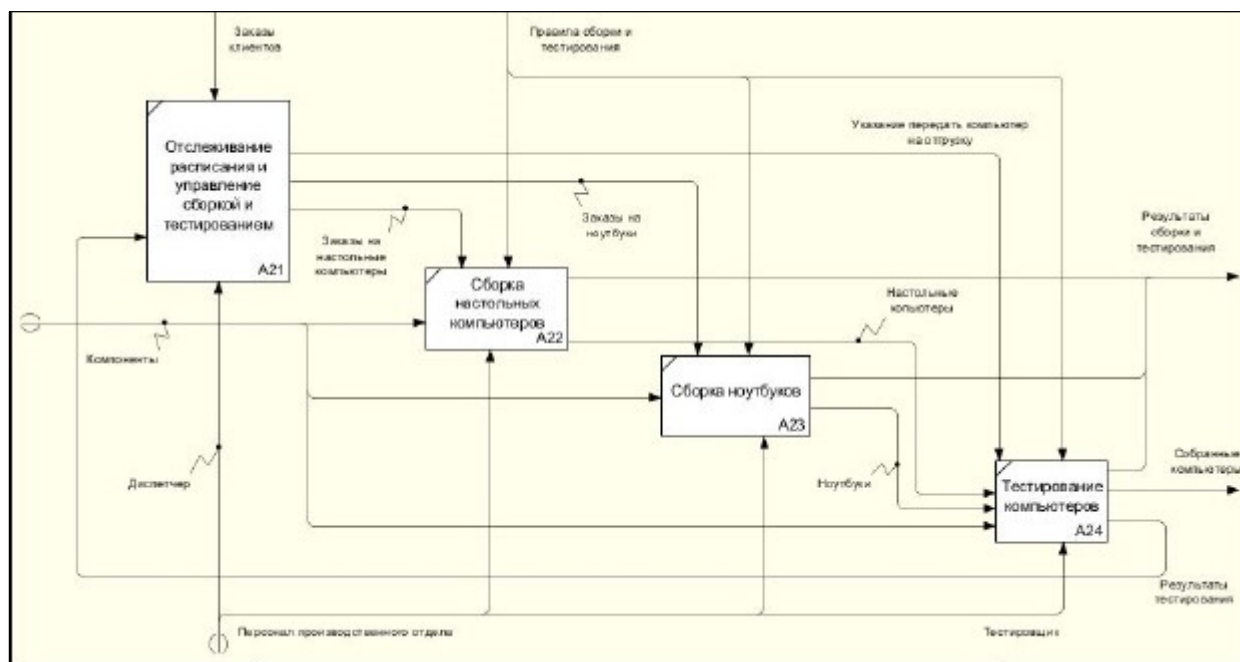 Заказы
клиентов
Правила сборки и
тестирования
Отслеживание
расписания и
управление
сборкой и
тестированием
A21
Указание передать компьютер
на отгрузку
Заказы на
ноутбуки
Заказы на
настольные
компьютеры
Результаты
сборки и
тестирования
Сборка
настольных
компьютеров
A22
Настольные
копьютеры
Компоненты
Сборка ноутбуков
A23
Диспетчер
Ноутбуки
Собранные
компьютеры
Тестирование
компьютеров
A24
Результаты
тестирования
Персонал производственного отдела
Тестировщик